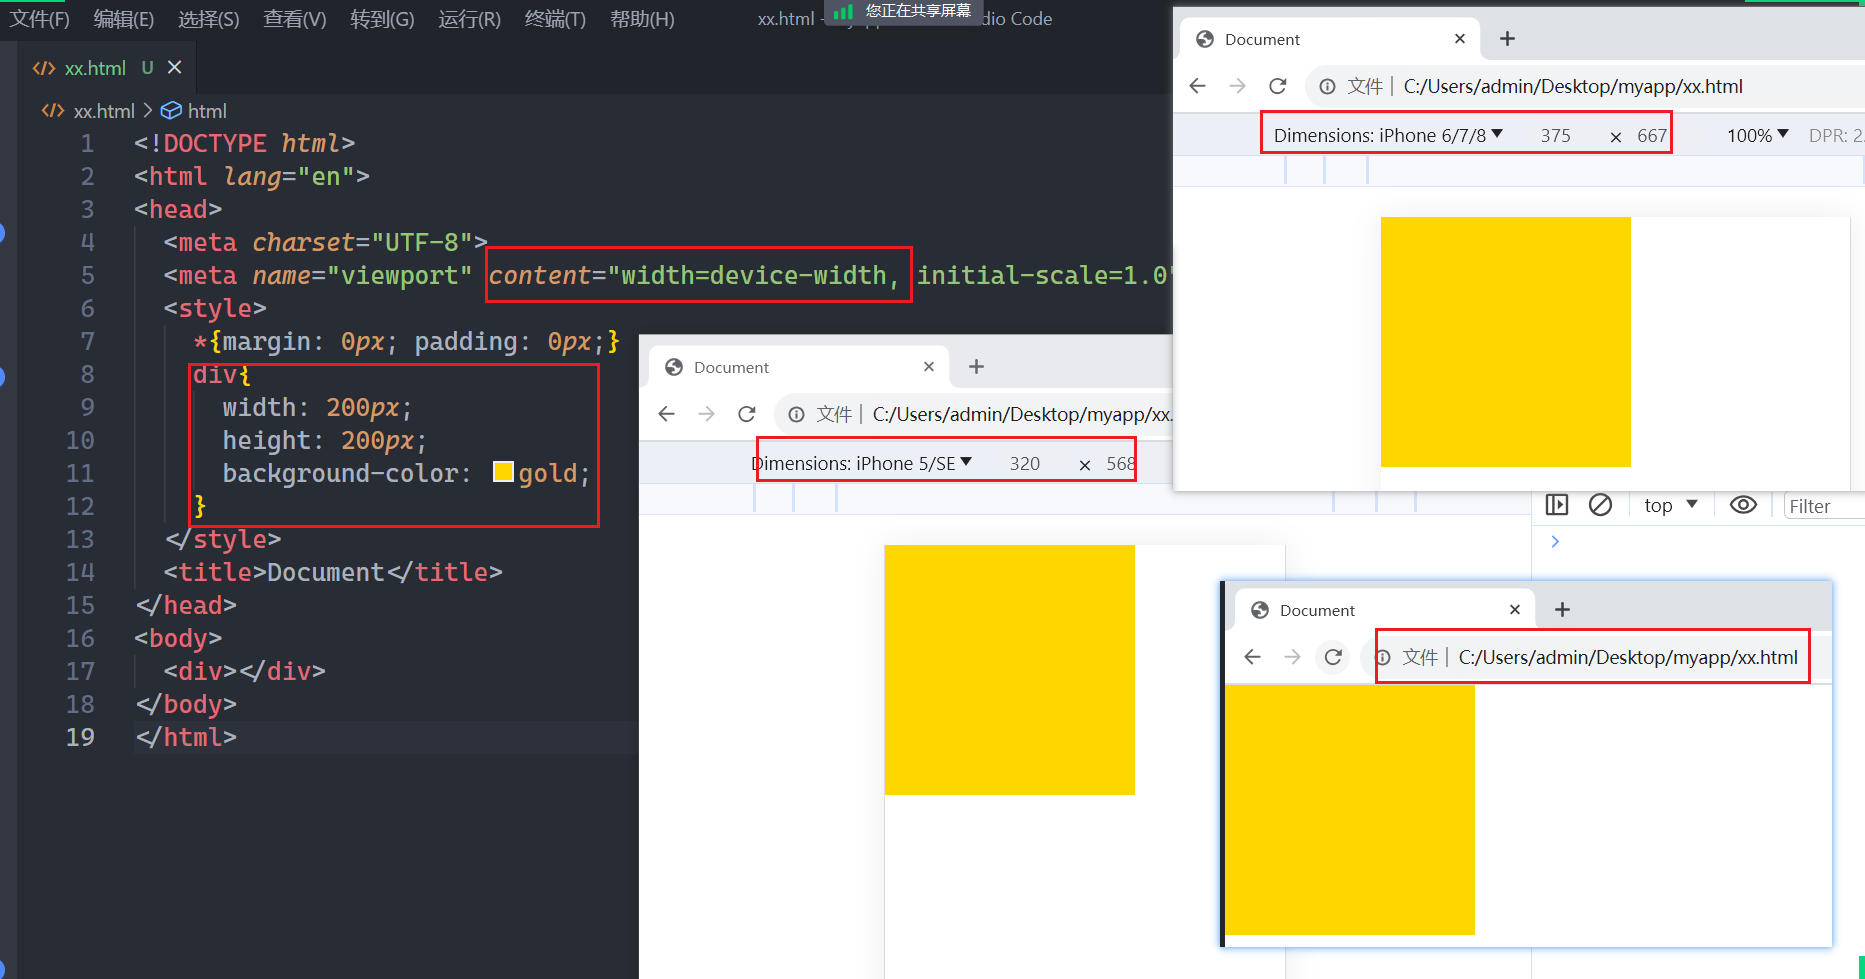 文件(F) 编辑(E) 选择(S) 查看(V) 转到(G) 运行(R) 终端(T) 帮助(H)
xx.html -
您正在共享屏幕
dio Code
xx.html U
xx.html > html
1 <!DOCTYPE html>
2 <html lang="en">
3 <head>
4 <meta charset="UTF-8">
5 <meta name="viewport" content="width=device-width, initial-scale=1.0"
6 <style>
7 *{margin: 0px; padding: 0px;}
8 div{
9 width: 200px;
10 height: 200px;
11 background-color: gold;
12 }
13 </style>
14 <title>Document</title>
15 </head>
16 <body>
17 <div></div>
18 </body>
19 </html>
Document
文件 | C:/Users/admin/Desktop/myapp/xx.html
Dimensions: iPhone 6/7/8 375 × 667 100% DPR: 2.
Document
文件 | C:/Users/admin/Desktop/myapp/xx.
Dimensions: iPhone 5/SE 320 × 568
top Filter
Document
文件 | C:/Users/admin/Desktop/myapp/xx.html